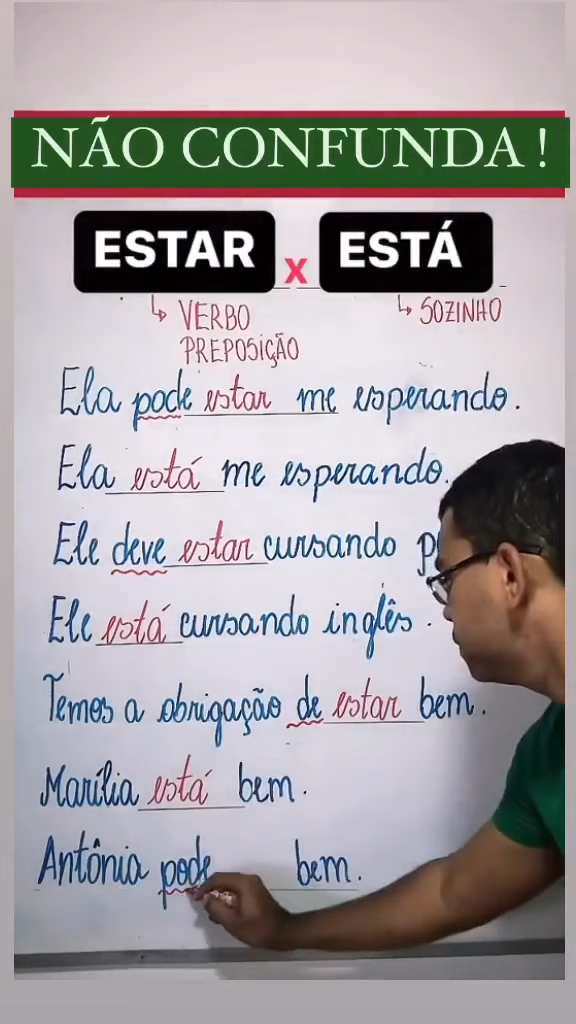 NÃO CONFUNDA!
ESTAR x ESTÁ
↳ VERBO ↳ SOZINHO
PREPOSIÇÃO
Ela pode estar me esperando.
Ela está me esperando.
Ele deve estar cursando
Ele está cursando inglês.
Temos a obrigação de estar bem.
Marília está bem.
Antônia pode bem.